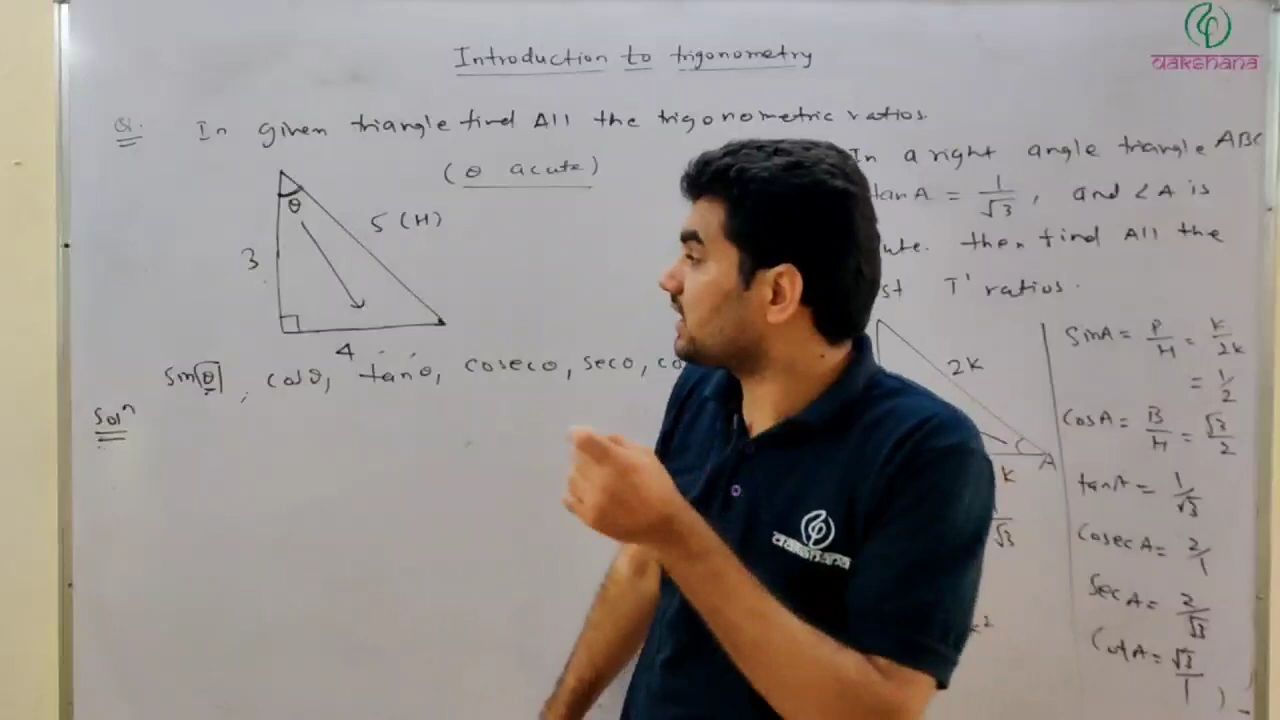 Introduction to trigonometry
dakshana
Q. In given triangle find All the trigonometric ratios.
(θ acute)
θ
5 (H)
3
4
sin[θ], cosθ, tanθ, cosecθ, secθ,
Solⁿ
In a right angle triangle ABC
tanA = 1/√3, and ∠A is
then find All the
T' ratios.
2k
A
k
√3
SinA = P/H = k/2k
= 1/2
CosA = B/H = √3/2
tanA = 1/√3
CosecA = 2/1
SecA = 2/√3
CotA = √3/1
dakshana